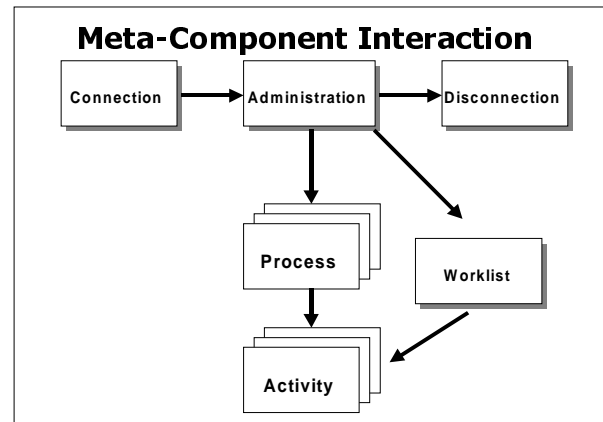 Meta-Component Interaction
Connection
Administration
Disconnection
Process
Worklist
Activity